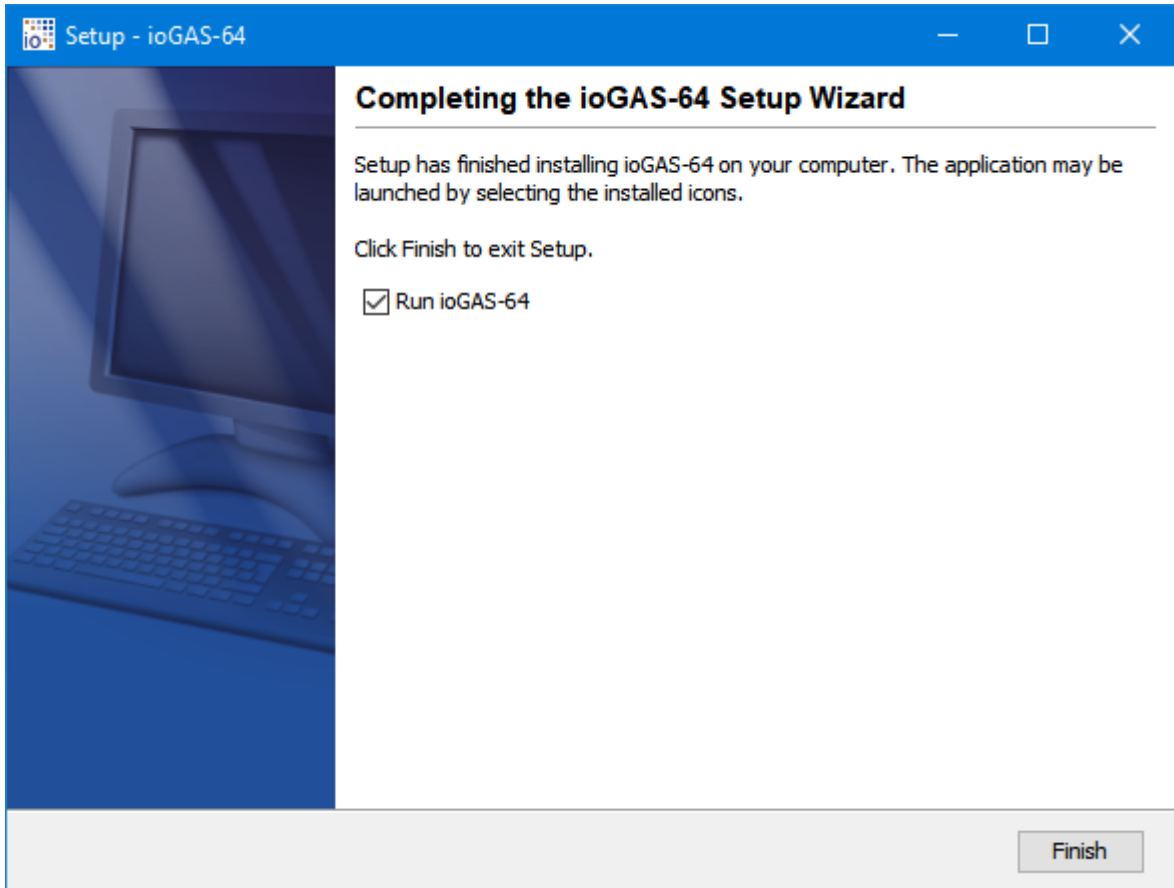 io
Setup - ioGAS-64
Completing the ioGAS-64 Setup Wizard
Setup has finished installing ioGAS-64 on your computer. The application may be
launched by selecting the installed icons.
Click Finish to exit Setup.
Run ioGAS-64
Finish